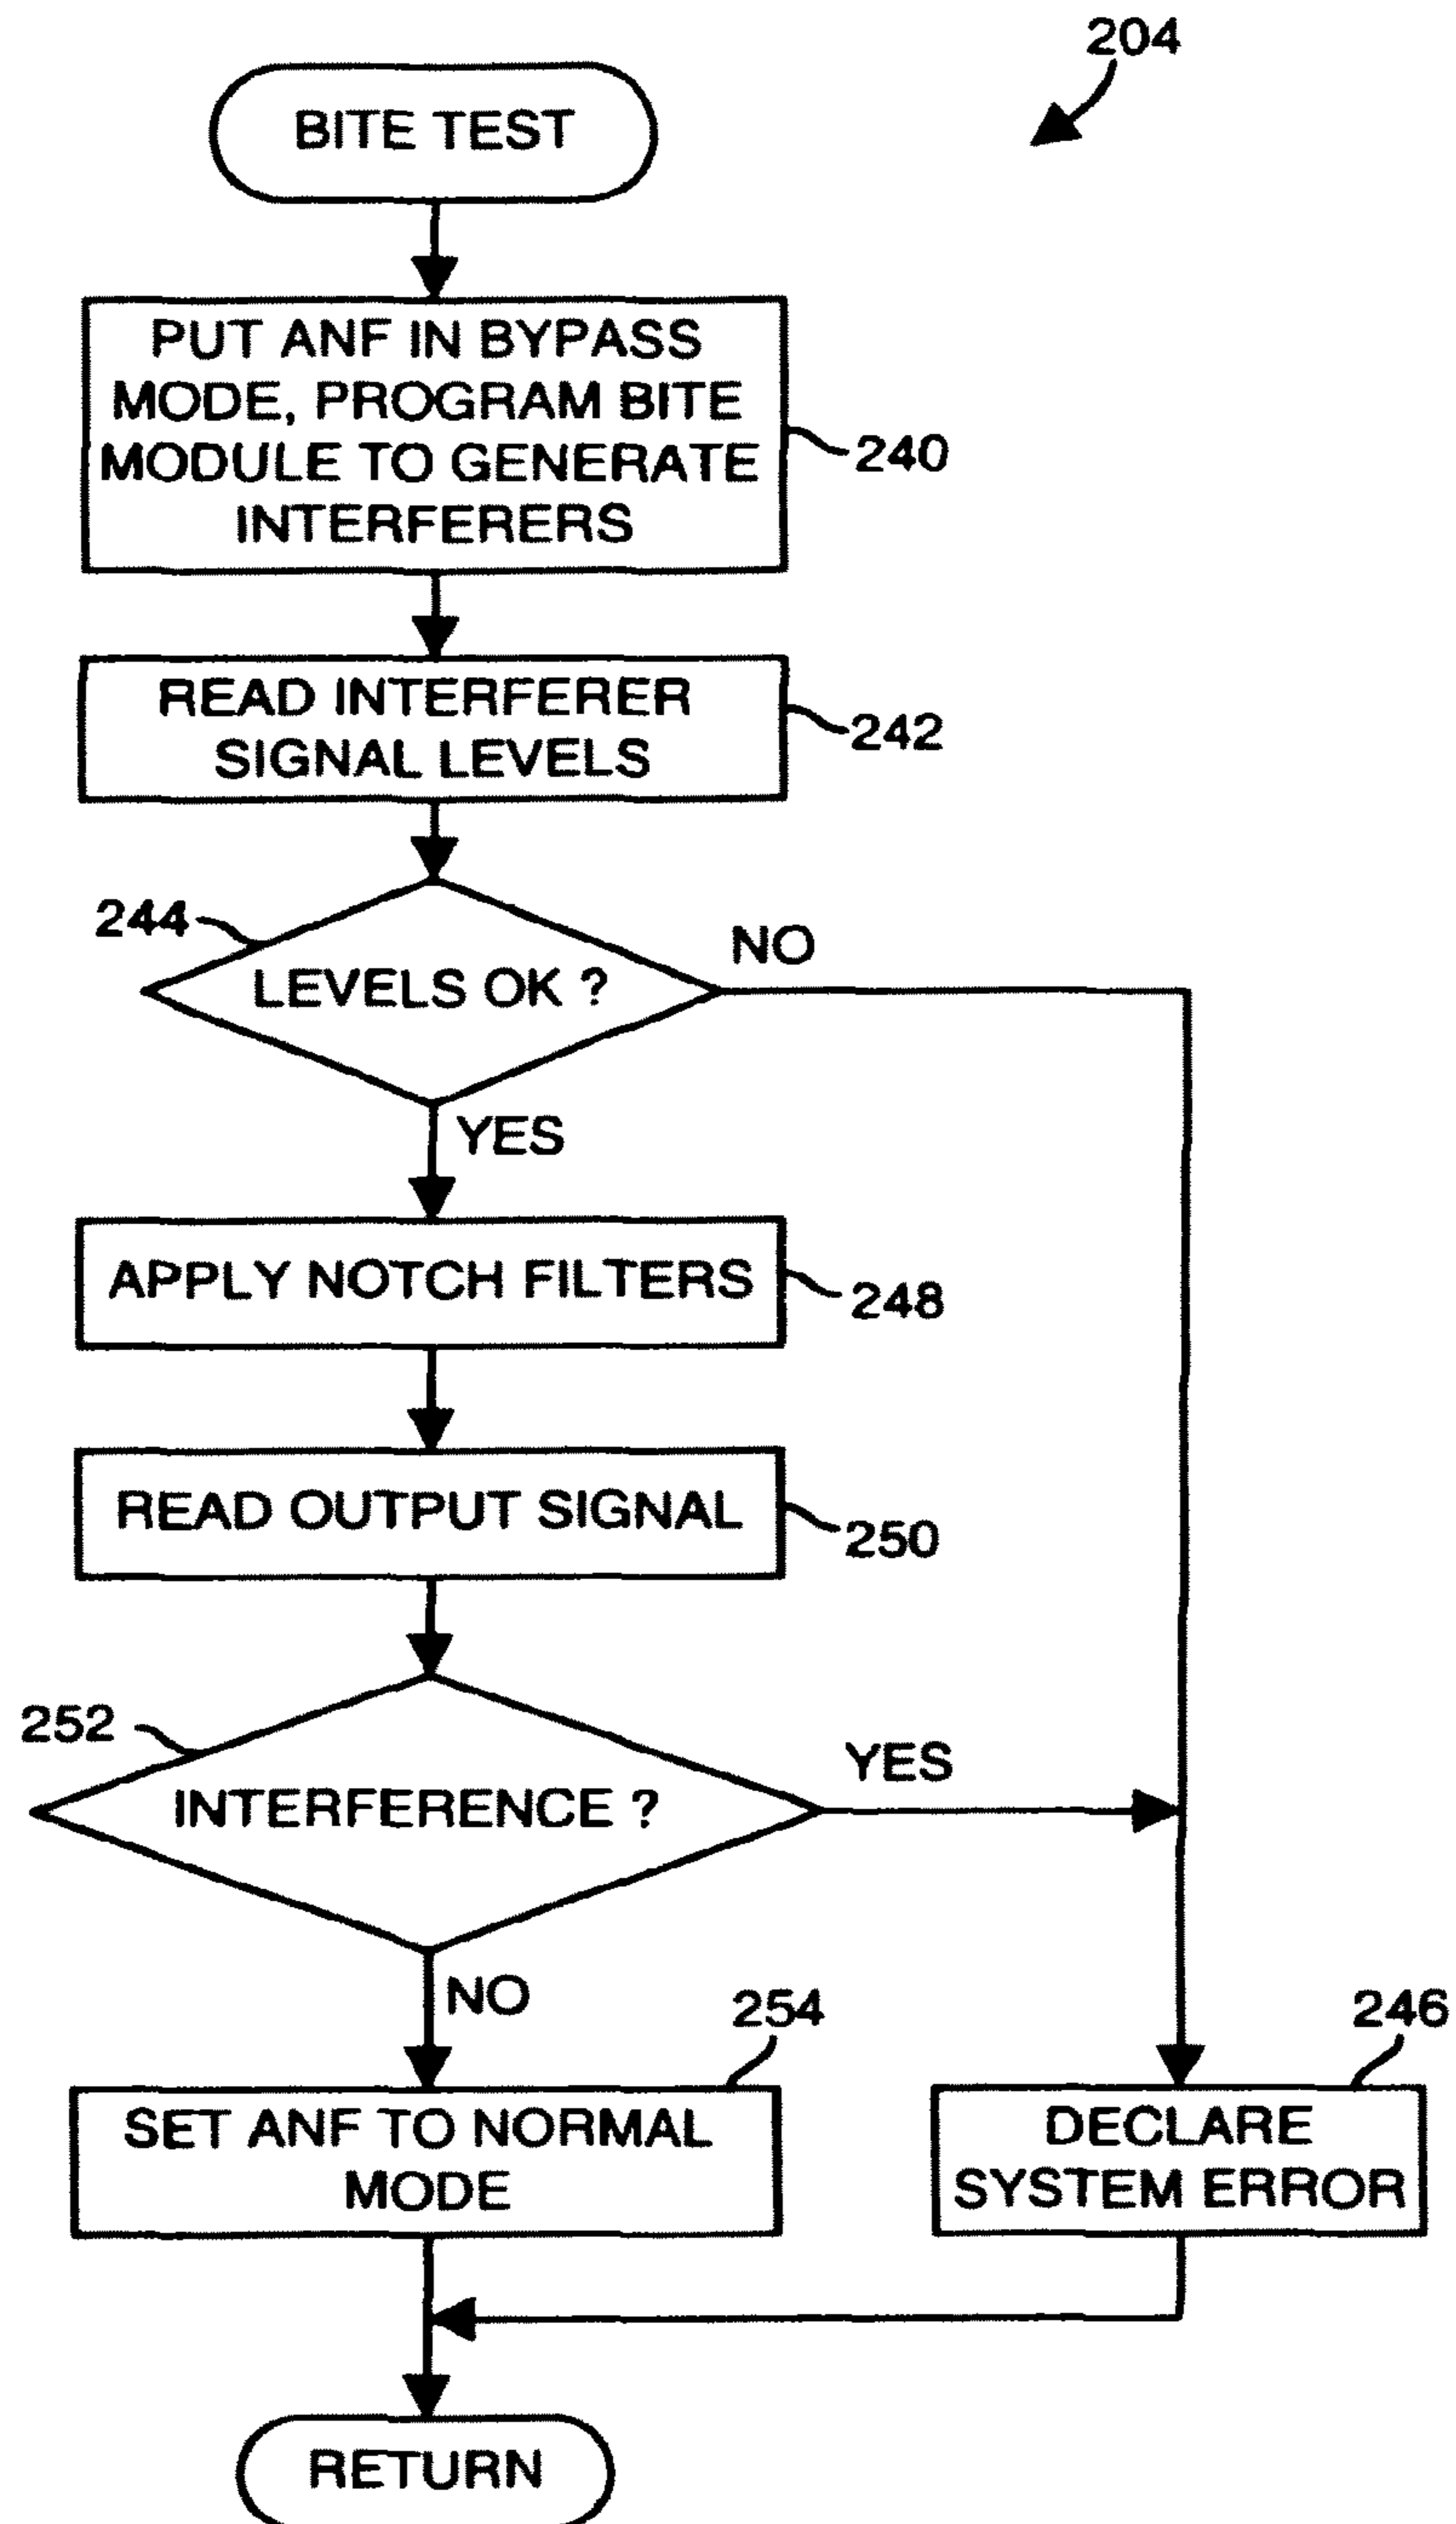 204
BITE TEST
PUT ANF IN BYPASS
MODE, PROGRAM BITE
MODULE TO GENERATE
INTERFERERS
240
READ INTERFERER
SIGNAL LEVELS
242
244
LEVELS OK ?
NO
YES
APPLY NOTCH FILTERS
248
READ OUTPUT SIGNAL
250
252
INTERFERENCE ?
YES
NO
254
246
SET ANF TO NORMAL
MODE
DECLARE
SYSTEM ERROR
RETURN